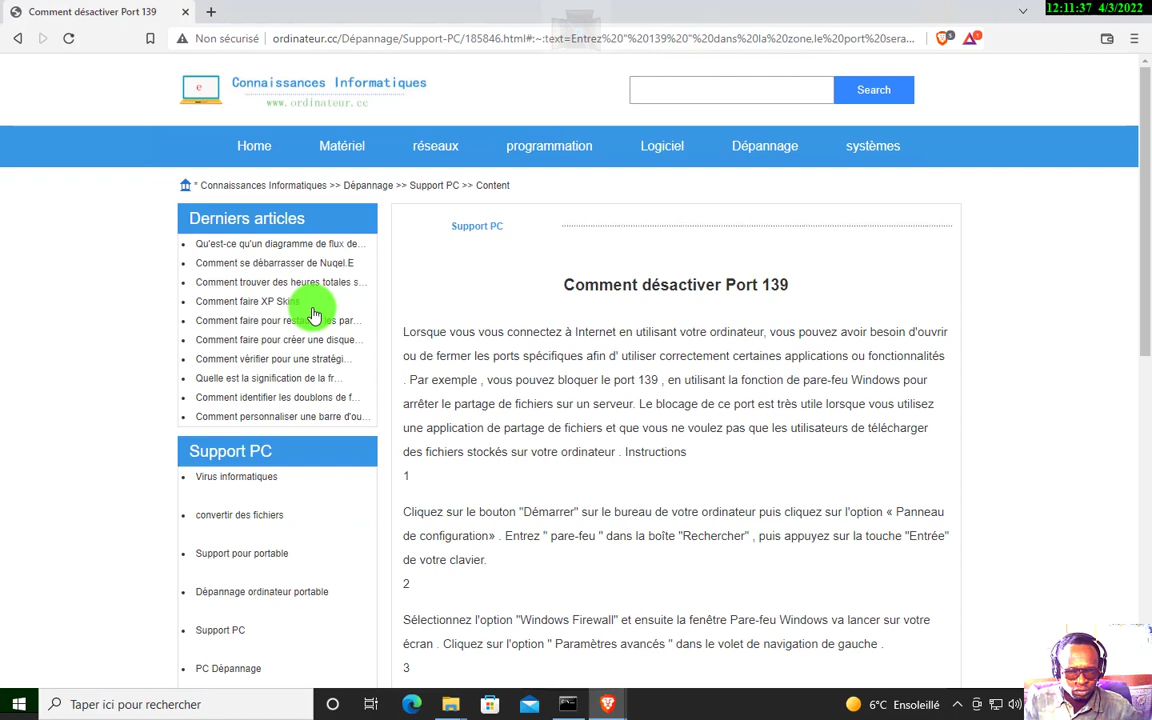 Comment désactiver Port 139
12:11:37 4/3/2022
Non sécurisé
ordinateur.cc/Dépannage/Support-PC/185846.html#:~:text=Entrez%20"%20139%20"%20dans%20la%20zone,le%20port%20sera...
Connaissances Informatiques
www.ordinateur.cc
Search
Home Matériel réseaux programmation Logiciel Dépannage systèmes
* Connaissances Informatiques >> Dépannage >> Support PC >> Content
Derniers articles
Qu'est-ce qu'un diagramme de flux de...
Comment se débarrasser de Nuqel.E
Comment trouver des heures totales s...
Comment faire XP Skins
Comment faire pour les par...
Comment faire pour créer une disque...
Comment vérifier pour une stratégi...
Quelle est la signification de la fr...
Comment identifier les doublons de f...
Comment personnaliser une barre d'ou...
Support PC
Virus informatiques
convertir des fichiers
Support pour portable
Dépannage ordinateur portable
Support PC
PC Dépannage
Support PC
Comment désactiver Port 139
Lorsque vous vous connectez à Internet en utilisant votre ordinateur, vous pouvez avoir besoin d'ouvrir
ou de fermer les ports spécifiques afin d' utiliser correctement certaines applications ou fonctionnalités
. Par exemple , vous pouvez bloquer le port 139 , en utilisant la fonction de pare-feu Windows pour
arrêter le partage de fichiers sur un serveur. Le blocage de ce port est très utile lorsque vous utilisez
une application de partage de fichiers et que vous ne voulez pas que les utilisateurs de télécharger
des fichiers stockés sur votre ordinateur . Instructions
1
Cliquez sur le bouton "Démarrer" sur le bureau de votre ordinateur puis cliquez sur l'option « Panneau
de configuration» . Entrez " pare-feu " dans la boîte "Rechercher" , puis appuyez sur la touche "Entrée"
de votre clavier.
2
Sélectionnez l'option "Windows Firewall" et ensuite la fenêtre Pare-feu Windows va lancer sur votre
écran . Cliquez sur l'option " Paramètres avancés " dans le volet de navigation de gauche .
3
Taper ici pour rechercher
6°C Ensoleillé